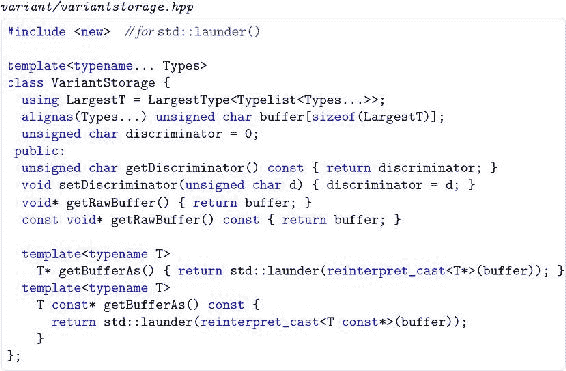 variant/variantstorage.hpp
#include <new> //for std::launder()
template<typename... Types>
class VariantStorage {
using LargestT = LargestType<Typelist<Types...>>;
alignas(Types...) unsigned char buffer[sizeof(LargestT)];
unsigned char discriminator = 0;
public:
unsigned char getDiscriminator() const { return discriminator; }
void setDiscriminator(unsigned char d) { discriminator = d; }
void* getRawBuffer() { return buffer; }
const void* getRawBuffer() const { return buffer; }
template<typename T>
T* getBufferAs() { return std::launder(reinterpret_cast<T*>(buffer)); }
template<typename T>
T const* getBufferAs() const {
return std::launder(reinterpret_cast<T const*>(buffer));
}
};